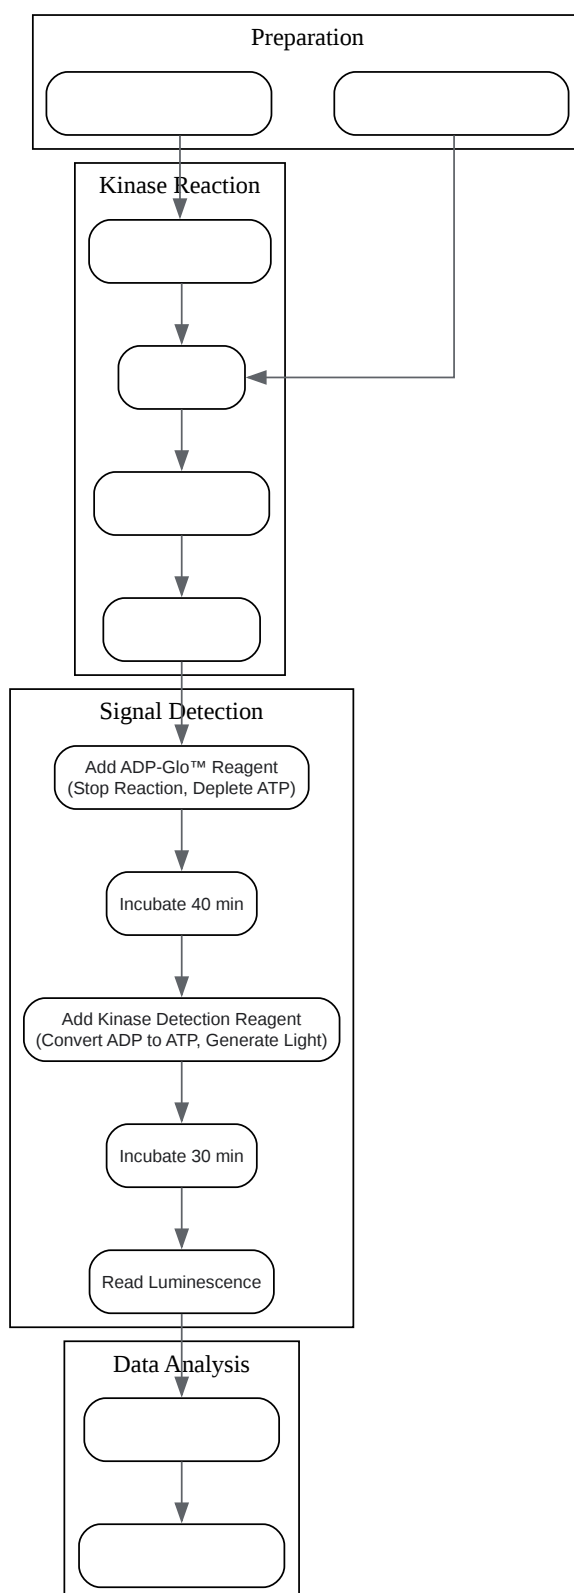 Preparation
Kinase Reaction
Signal Detection
Add ADP-Glo™ Reagent
(Stop Reaction, Deplete ATP)
Incubate 40 min
Add Kinase Detection Reagent
(Convert ADP to ATP, Generate Light)
Incubate 30 min
Read Luminescence
Data Analysis